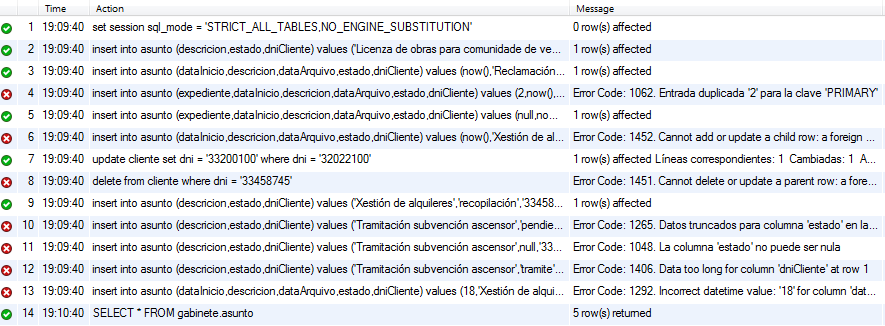 Time Action Message
1 19:09:40 set session sql_mode = 'STRICT_ALL_TABLES,NO_ENGINE_SUBSTITUTION' 0 row(s) affected
2 19:09:40 insert into asunto (descricion,estado,dniCliente) values ('Licenza de obras para comunidade de ve... 1 row(s) affected
3 19:09:40 insert into asunto (dataInicio,descricion,dataArquivo,estado,dniCliente) values (now(),'Reclamación... 1 row(s) affected
4 19:09:40 insert into asunto (expediente,dataInicio,descricion,dataArquivo,estado,dniCliente) values (2,now(),... Error Code: 1062. Entrada duplicada '2' para la clave 'PRIMARY'
5 19:09:40 insert into asunto (expediente,dataInicio,descricion,dataArquivo,estado,dniCliente) values (null,no... 1 row(s) affected
6 19:09:40 insert into asunto (dataInicio,descricion,dataArquivo,estado,dniCliente) values (now(),'Xestión de al... Error Code: 1452. Cannot add or update a child row: a foreign ...
7 19:09:40 update cliente set dni = '33200100' where dni = '32022100' 1 row(s) affected Líneas correspondientes: 1 Cambiadas: 1 A...
8 19:09:40 delete from cliente where dni = '33458745' Error Code: 1451. Cannot delete or update a parent row: a fore...
9 19:09:40 insert into asunto (descricion,estado,dniCliente) values ('Xestión de alquileres','recopilación','33458... 1 row(s) affected
10 19:09:40 insert into asunto (descricion,estado,dniCliente) values ('Tramitación subvención ascensor','pendie... Error Code: 1265. Datos truncados para columna 'estado' en la...
11 19:09:40 insert into asunto (descricion,estado,dniCliente) values ('Tramitación subvención ascensor',null,'33... Error Code: 1048. La columna 'estado' no puede ser nula
12 19:09:40 insert into asunto (descricion,estado,dniCliente) values ('Tramitación subvención ascensor','tramite'... Error Code: 1406. Data too long for column 'dniCliente' at row 1
13 19:09:40 insert into asunto (dataInicio,descricion,dataArquivo,estado,dniCliente) values (18,'Xestión de alqui... Error Code: 1292. Incorrect datetime value: '18' for column 'dat...
14 19:10:40 SELECT * FROM gabinete.asunto 5 row(s) returned